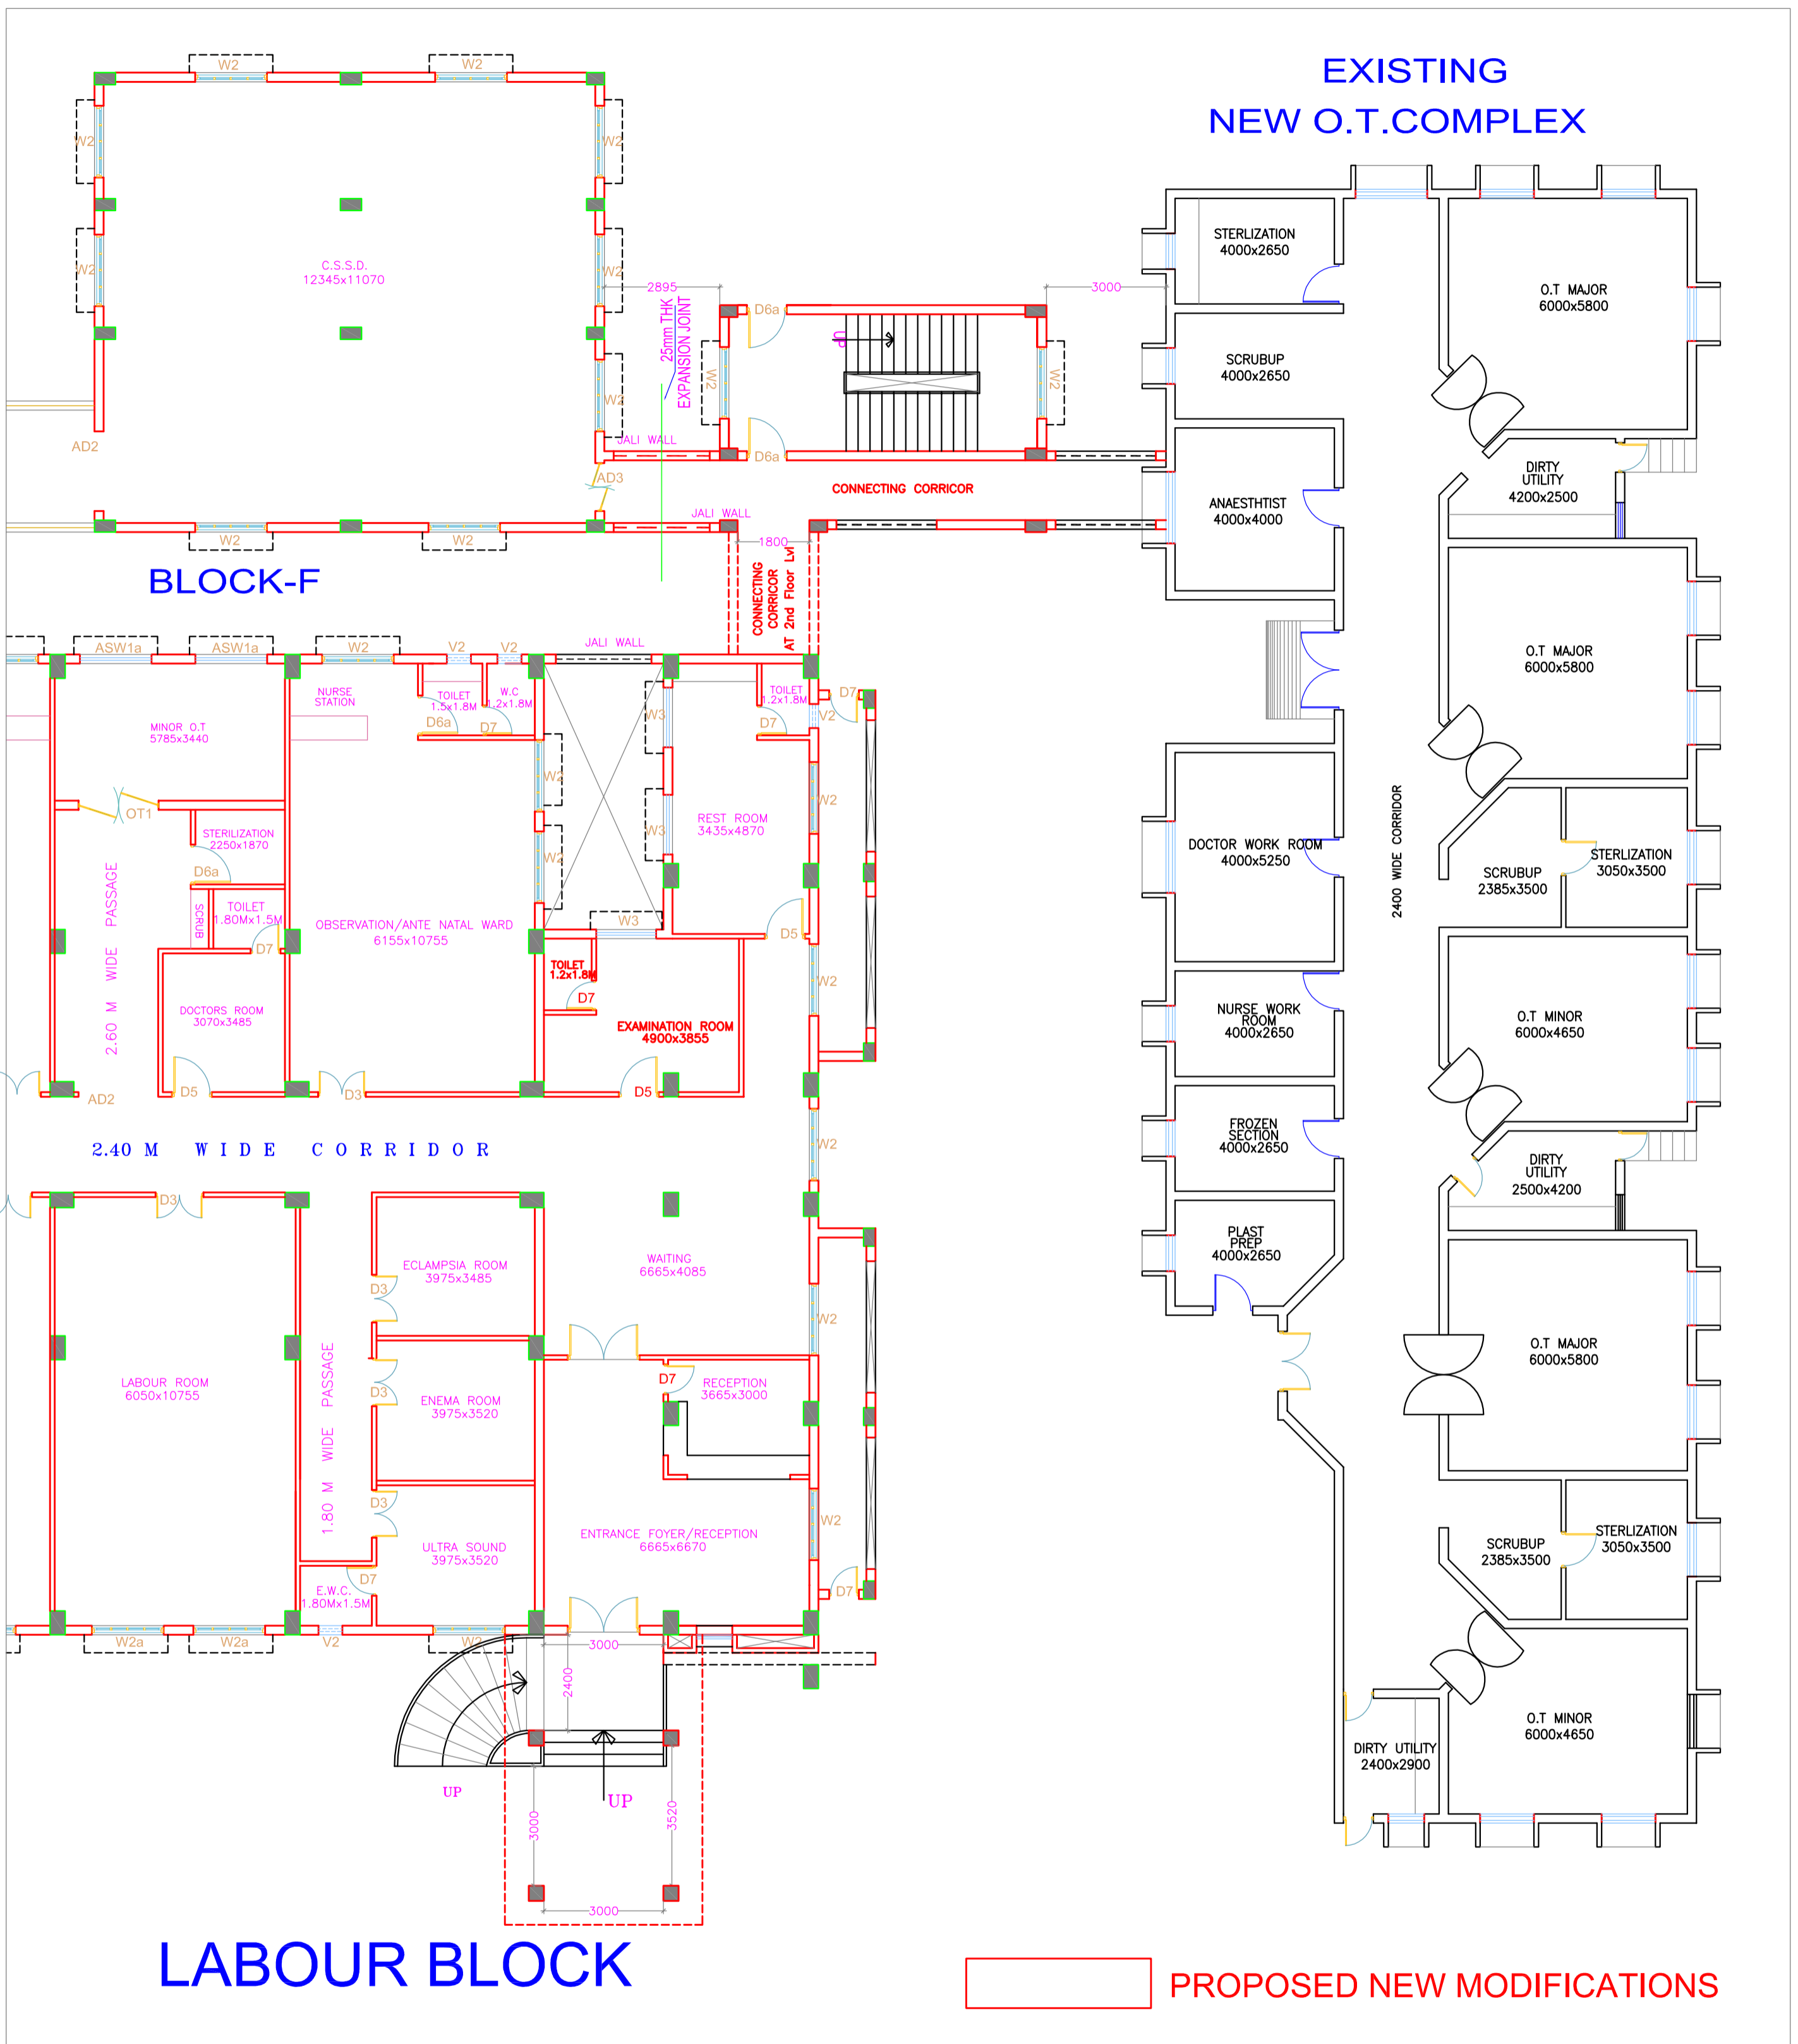 EXISTING
NEW O.T.COMPLEX
W2
W2
W2
W2
W2
W2
C.S.S.D.
12345x11070
W2
AD2
AD3
W2
W2
BLOCK-F
2895
3000
25mm THK
EXPANSION JOINT
D6a
UP
W2
W2
D6a
JALI WALL
JALI WALL
CONNECTING CORRICOR
1800
CONNECTING
CORRICOR
AT 2nd Floor Lvl
STERLIZATION
4000x2650
SCRUBUP
4000x2650
ANAESTHTIST
4000x4000
DOCTOR WORK ROOM
4000x5250
NURSE WORK
ROOM
4000x2650
FROZEN
SECTION
4000x2650
PLAST
PREP
4000x2650
2400 WIDE CORRIDOR
O.T MAJOR
6000x5800
DIRTY
UTILITY
4200x2500
O.T MAJOR
6000x5800
SCRUBUP
2385x3500
STERLIZATION
3050x3500
O.T MINOR
6000x4650
DIRTY
UTILITY
2500x4200
O.T MAJOR
6000x5800
SCRUBUP
2385x3500
STERLIZATION
3050x3500
O.T MINOR
6000x4650
DIRTY UTILITY
2400x2900
ASW1a
ASW1a
W2
V2
V2
JALI WALL
MINOR O.T
5785x3440
NURSE
STATION
TOILET
1.5x1.8M
W.C
1.2x1.8M
D6a
D7
W3
TOILET
1.2x1.8M
D7
V2
D7
OT1
STERILIZATION
2250x1870
D6a
SCRUB
TOILET
1.80Mx1.5M
D7
2.60 M WIDE PASSAGE
DOCTORS ROOM
3070x3485
D5
AD2
OBSERVATION/ANTE NATAL WARD
6155x10755
W2
W2
D3
W3
W3
REST ROOM
3435x4870
W2
D5
W2
TOILET
1.2x1.8M
D7
EXAMINATION ROOM
4900x3855
D5
2.40 M WIDE CORRIDOR
W2
D3
LABOUR ROOM
6050x10755
1.80 M WIDE PASSAGE
ECLAMPSIA ROOM
3975x3485
D3
ENEMA ROOM
3975x3520
D3
D3
ULTRA SOUND
3975x3520
D7
E.W.C.
1.80Mx1.5M
WAITING
6665x4085
W2
D7
RECEPTION
3665x3000
ENTRANCE FOYER/RECEPTION
6665x6670
W2
D7
W2a
W2a
V2
W2
3000
2400
UP
UP
3000
3520
3000
LABOUR BLOCK
PROPOSED NEW MODIFICATIONS